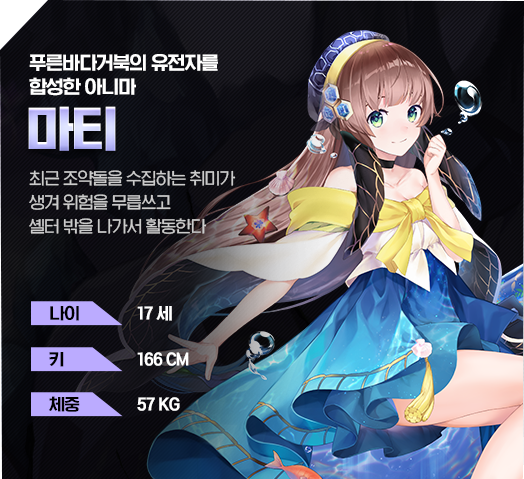 푸른바다거북의 유전자를
합성한 아니마
마티
최근 조약돌을 수집하는 취미가
생겨 위험을 무릅쓰고
셸터 밖을 나가서 활동한다
나이 17 세
키 166 CM
체중 57 KG